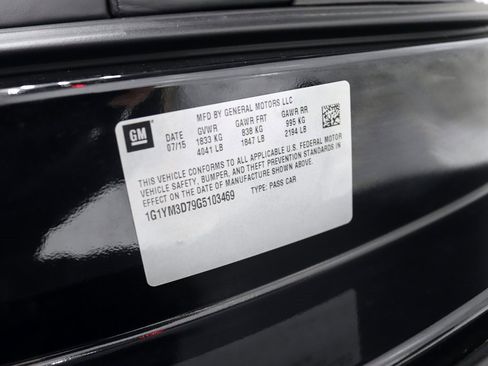 GM
MFD BY GENERAL MOTORS LLC
DATE GVWR GAWR FRT GAWR RR
07/15 1833 KG 838 KG 995 KG
4041 LB 1847 LB 2194 LB
THIS VEHICLE CONFORMS TO ALL APPLICABLE U.S. FEDERAL MOTOR
VEHICLE SAFETY, BUMPER, AND THEFT PREVENTION STANDARDS IN
EFFECT ON THE DATE OF MANUFACTURE SHOWN ABOVE.
1G1YM3D79G5103469 TYPE: PASS CAR